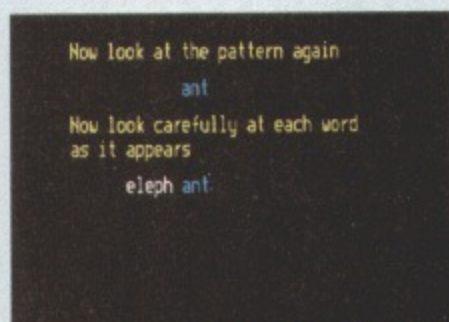 Now look at the pattern again
ant
Now look carefully at each word
as it appears
eleph ant